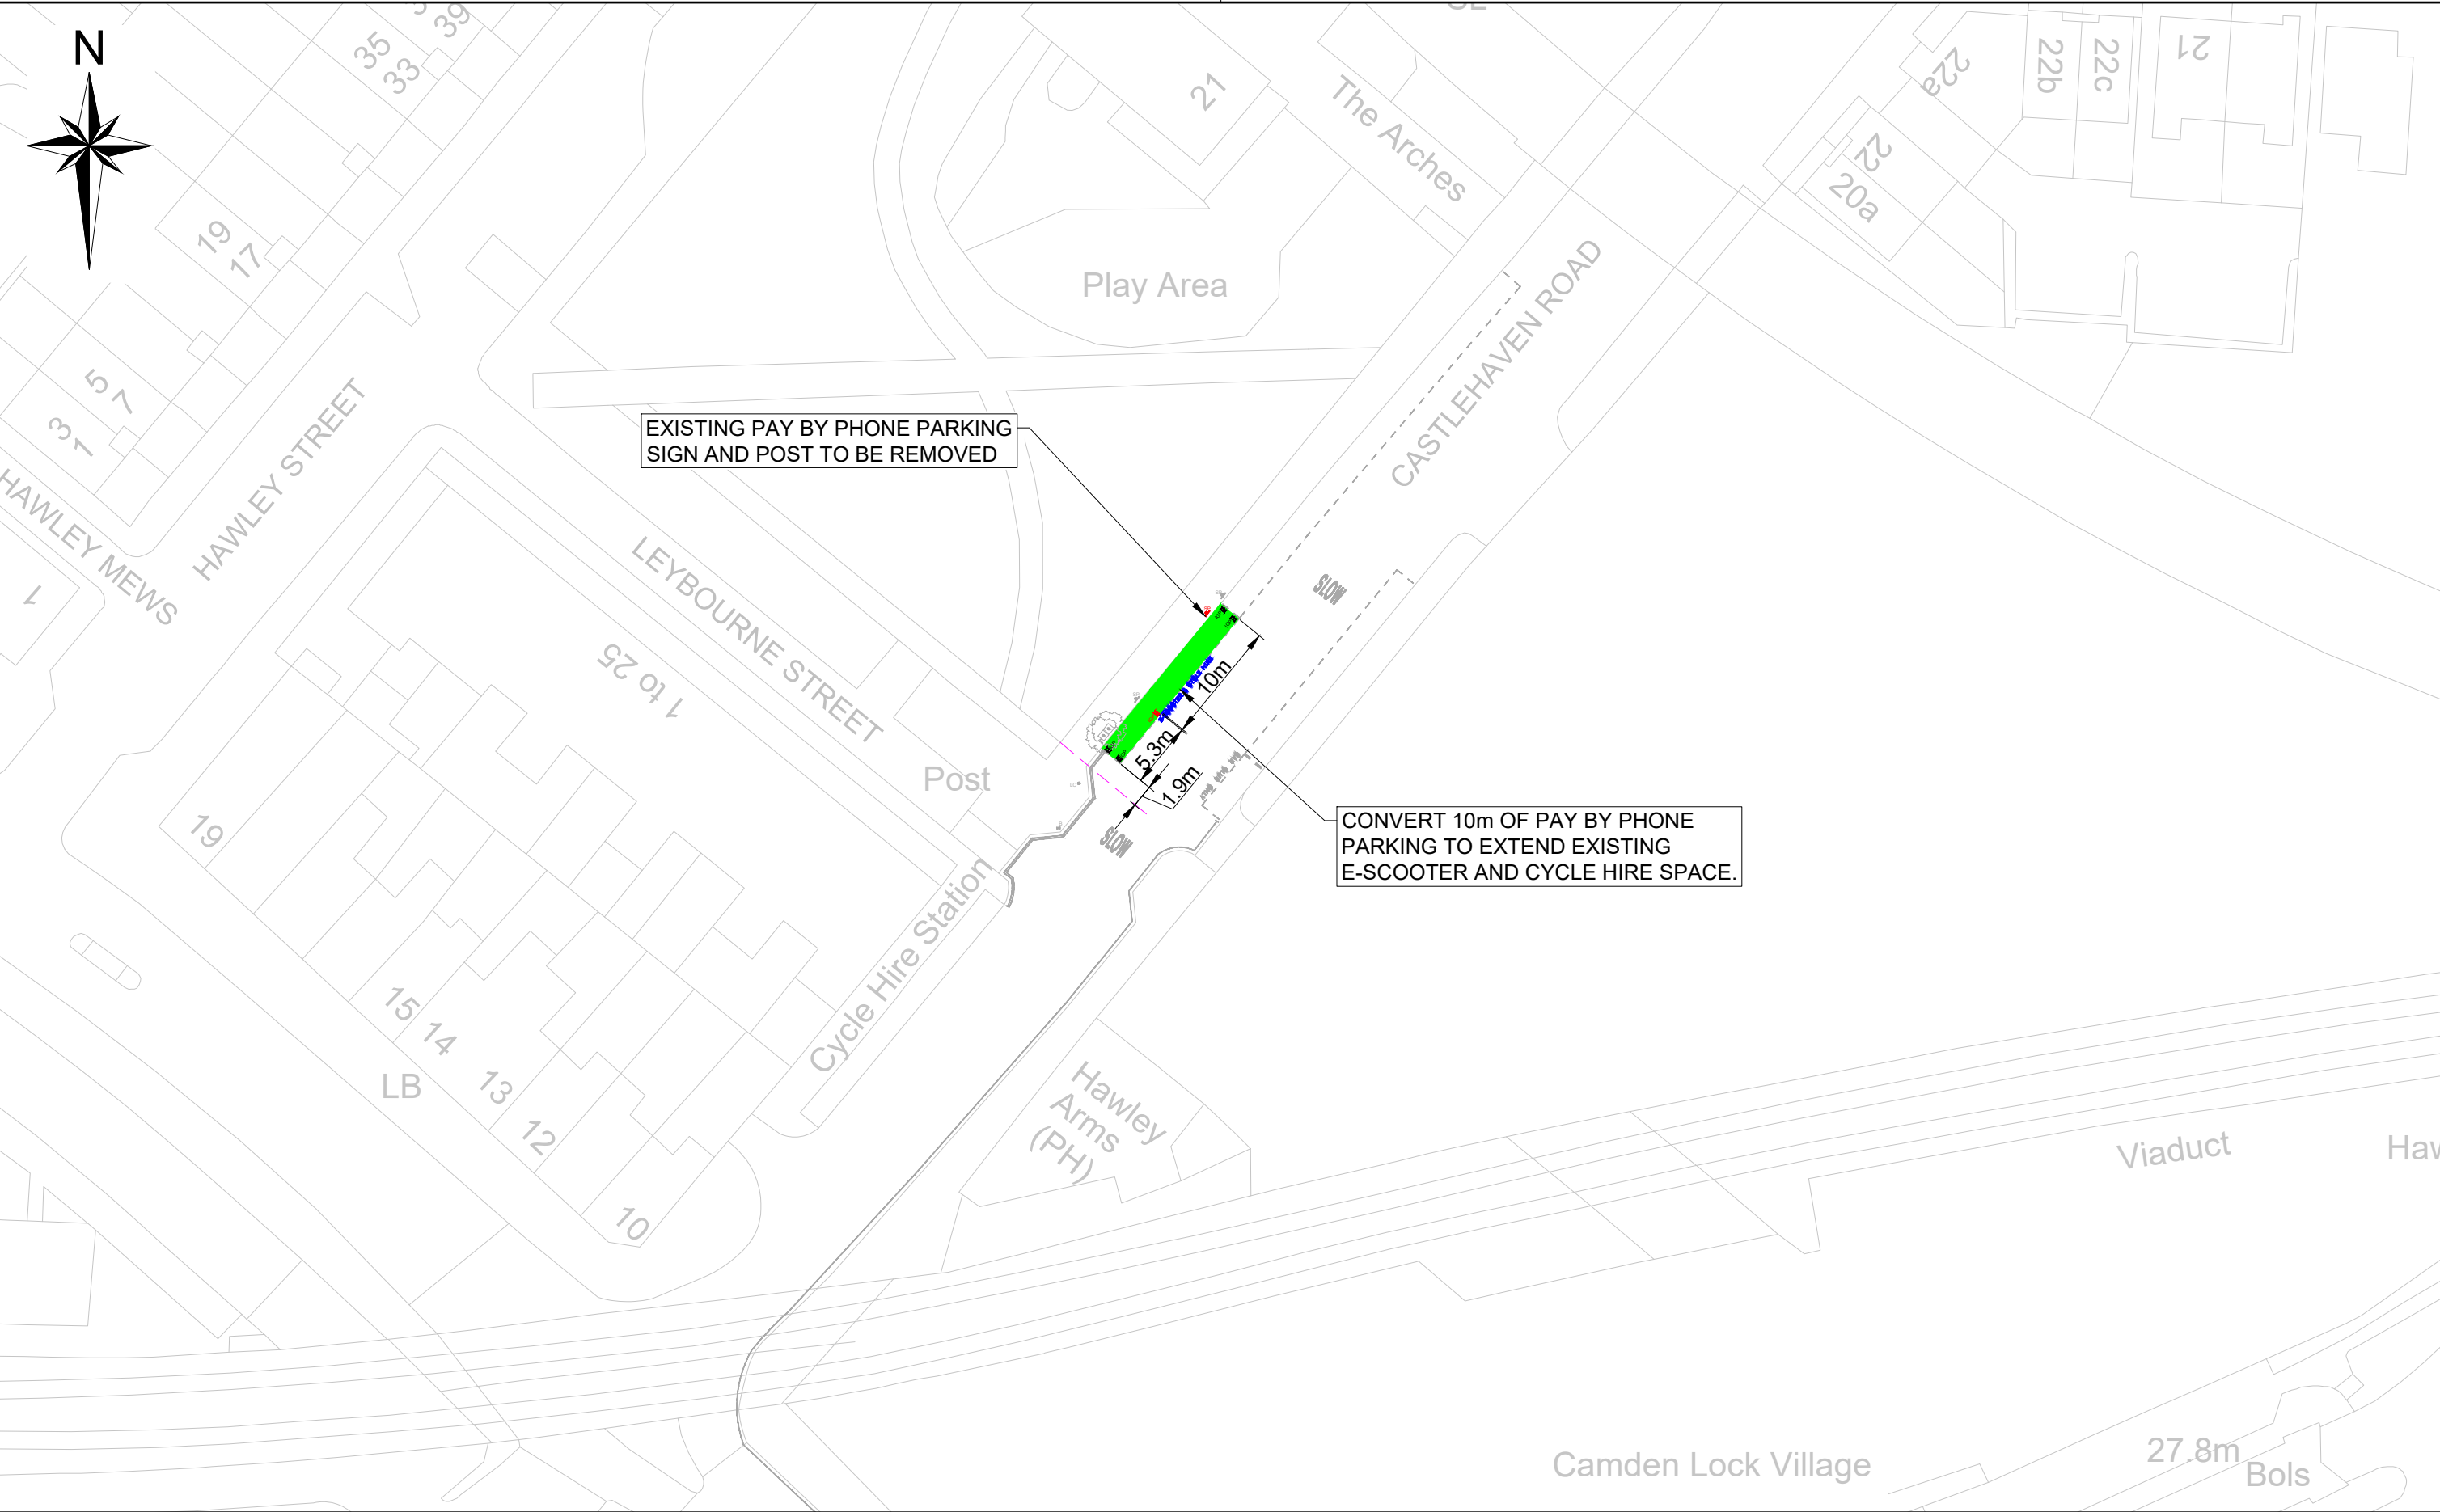 N
39
35
33
19
17
5
7
3
1
HAWLEY STREET
HAWLEY MEWS
1
21
The Arches
Play Area
22a
22b
22c
21
22
20a
CASTLEHAVEN ROAD
EXISTING PAY BY PHONE PARKING
SIGN AND POST TO BE REMOVED
LEYBOURNE STREET
1 to 25
SLOW
10m
5.3m
1.9m
SLOW
Post
CONVERT 10m OF PAY BY PHONE
PARKING TO EXTEND EXISTING
E-SCOOTER AND CYCLE HIRE SPACE.
19
15
14
13
12
10
LB
Cycle Hire Station
Hawley
Arms
(PH)
Viaduct
Haw
Camden Lock Village
27.8m
Bols